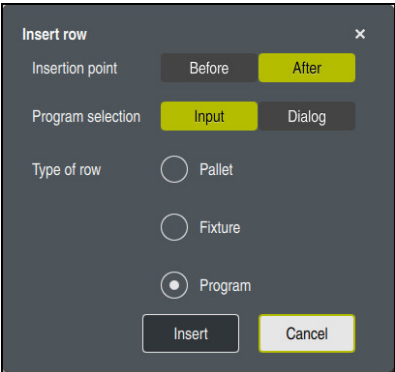 Insert row ×
Insertion point Before After
Program selection Input Dialog
Type of row Pallet
Fixture
Program
Insert Cancel